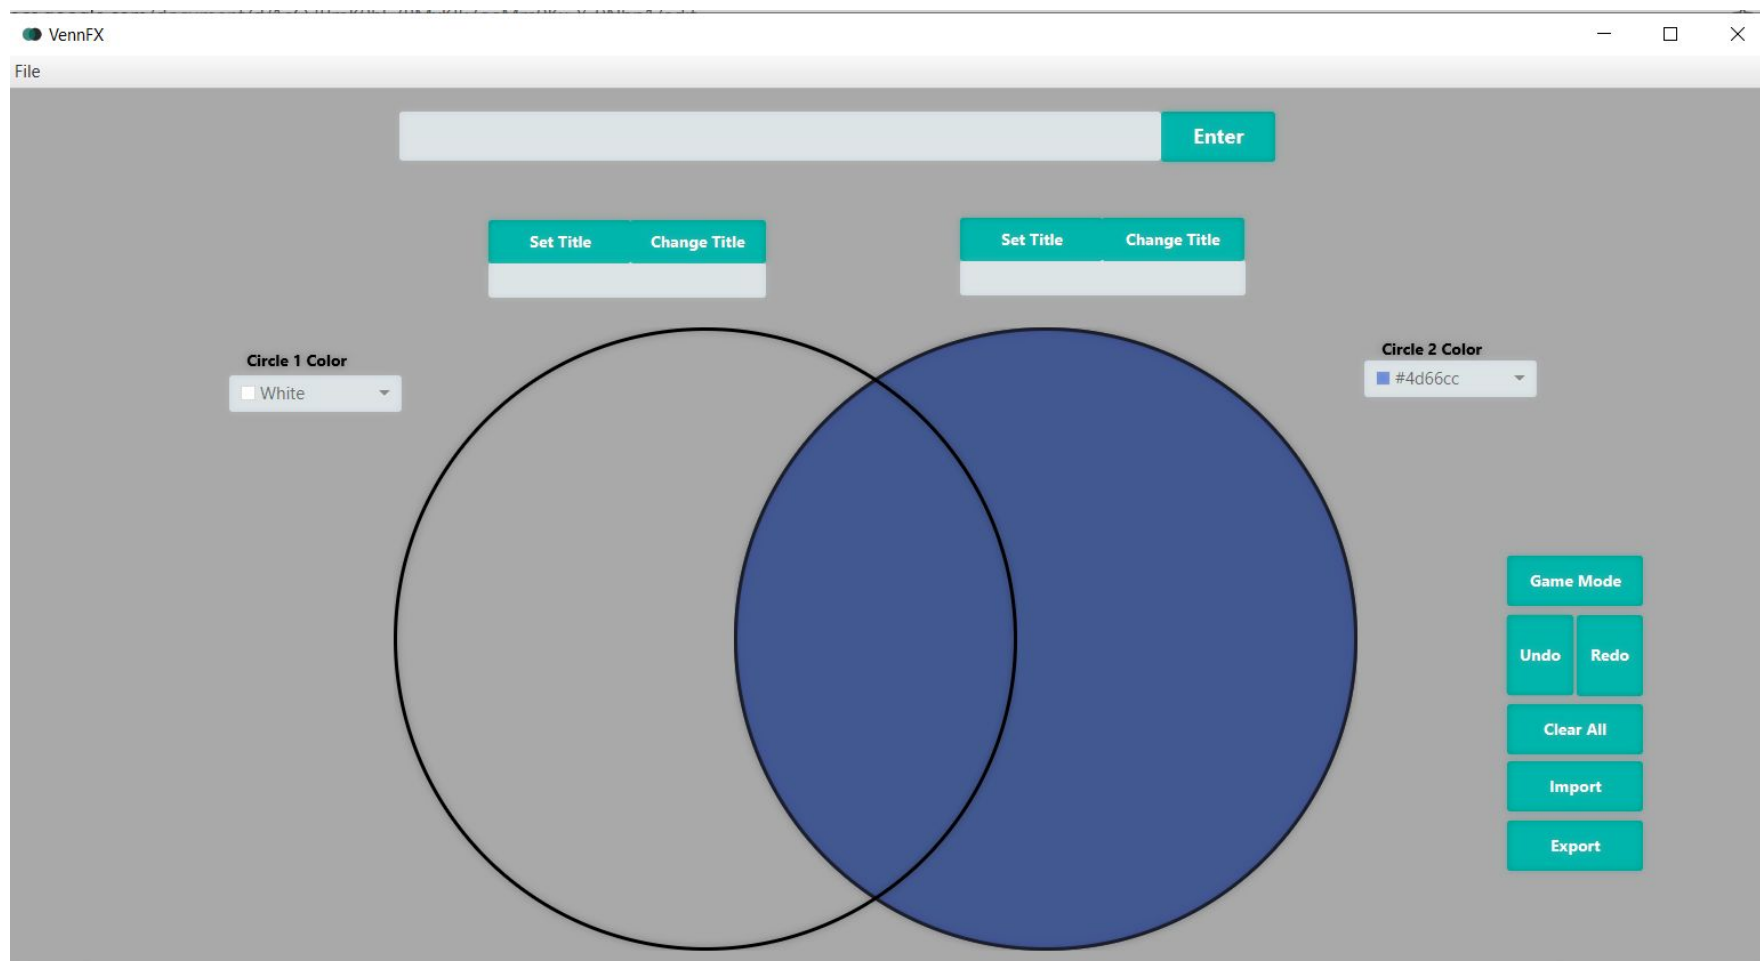 VennFX
File
Enter
Set Title Change Title
Set Title Change Title
Circle 1 Color
White
Circle 2 Color
#4d66cc
Game Mode
Undo Redo
Clear All
Import
Export